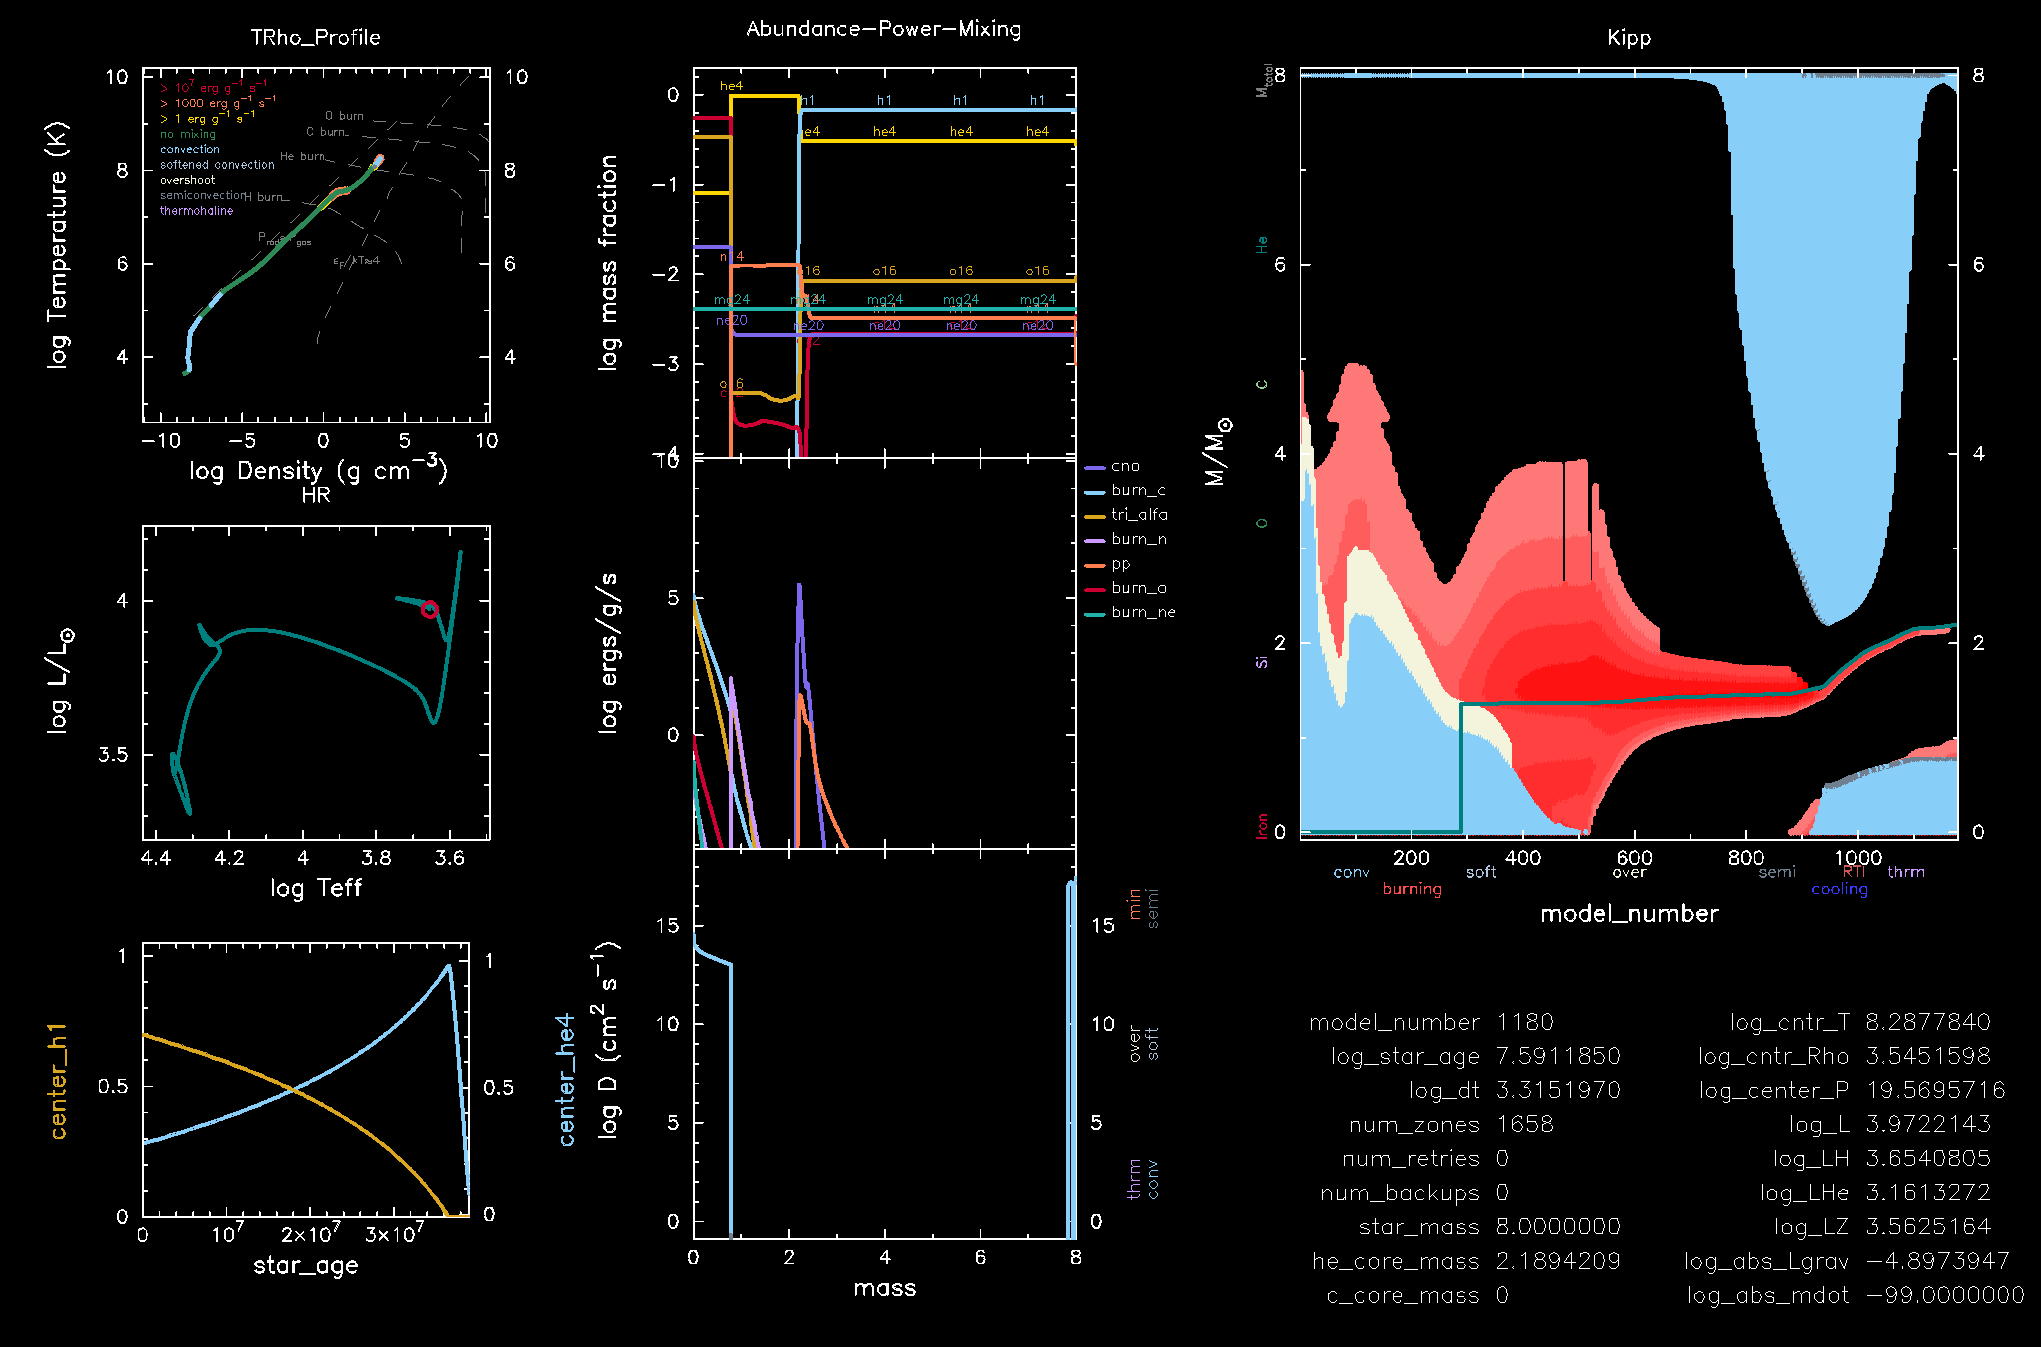 TRho_Profile
10
8
6
4
10
8
6
4
> 10⁷ erg g⁻¹ s⁻¹
> 1000 erg g⁻¹ s⁻¹
> 1 erg g⁻¹ s⁻¹
no mixing
convection
softened convection
overshoot
semiconvection
thermohaline
O burn
C burn
He burn
H burn
εF/kT≈4
−10 −5 0 5 10
log Density (g cm⁻³)
log Temperature (K)
HR
4
3.5
4.4 4.2 4 3.8 3.6
log Teff
log L/L☉
1
0.5
0
1
0.5
0
0 10⁷ 2×10⁷ 3×10⁷
star_age
center_h1
center_he4
Abundance−Power−Mixing
0
−1
−2
−3
−4
log mass fraction
he4
h1 h1 h1 h1
he4 he4 he4 he4
n14
o16 o16 o16 o16
mg24 mg24 mg24 mg24 mg24
ne20 ne20 ne20 ne20 ne20
o16
10
5
0
log ergs/g/s
cno
burn_c
tri_alfa
burn_n
pp
burn_o
burn_ne
15
10
5
0
15
10
5
0
log D (cm² s⁻¹)
min
semi
over
soft
thrm
conv
0 2 4 6 8
mass
Kipp
8
6
4
2
0
8
6
4
2
0
M/M☉
Mtotal
He
C
O
Si
Iron
200 400 600 800 1000
conv soft over semi RTI thrm
burning cooling
model_number
model_number 1180 log_cntr_T 8.2877840
log_star_age 7.5911850 log_cntr_Rho 3.5451598
log_dt 3.3151970 log_center_P 19.5695716
num_zones 1658 log_L 3.9722143
num_retries 0 log_LH 3.6540805
num_backups 0 log_LHe 3.1613272
star_mass 8.0000000 log_LZ 3.5625164
he_core_mass 2.1894209 log_abs_Lgrav −4.8973947
c_core_mass 0 log_abs_mdot −99.0000000